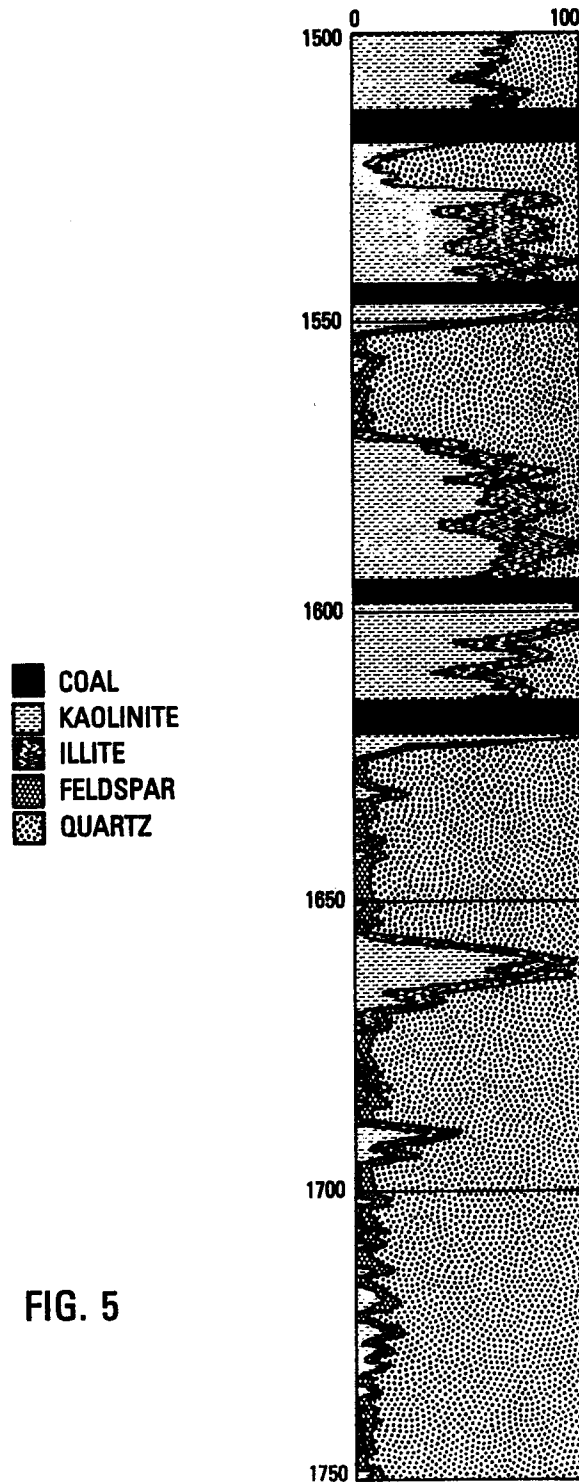 0 100
1500
1550
1600
COAL
KAOLINITE
ILLITE
FELDSPAR
QUARTZ
1650
1700
FIG. 5
1750